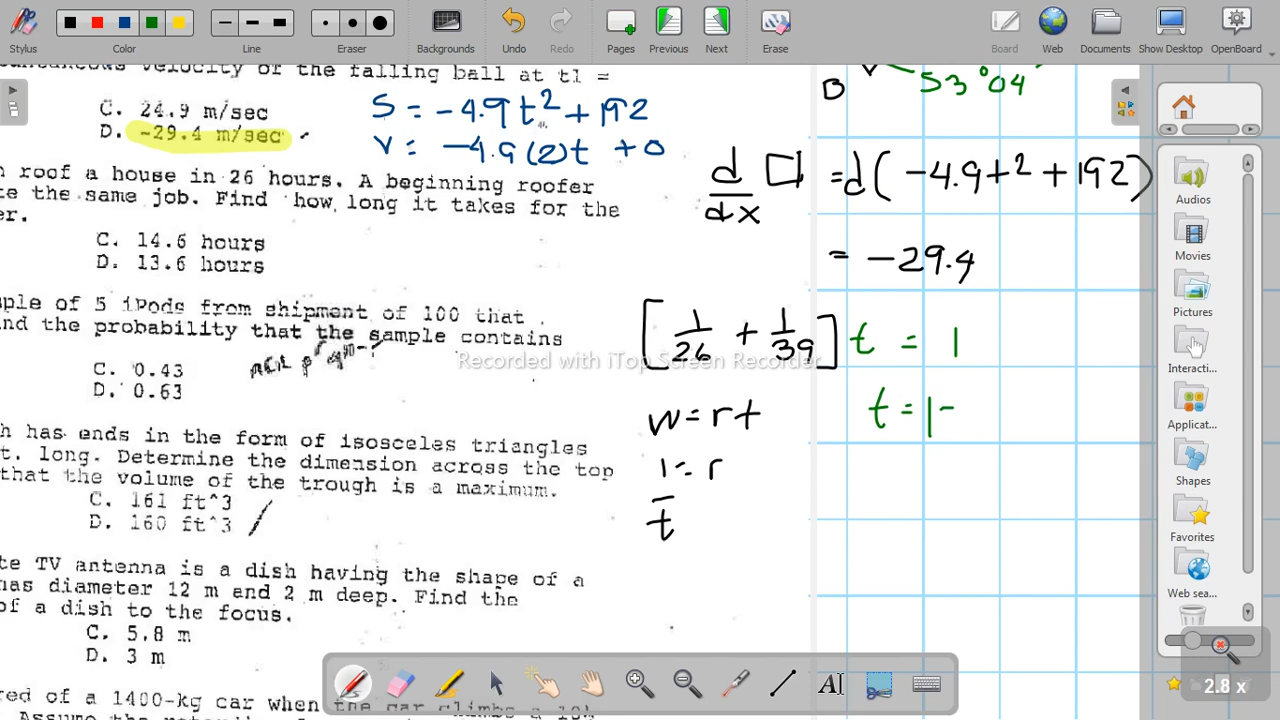 Stylus
Color
Line
Eraser
Backgrounds
Undo
Redo
Pages
Previous
Next
Erase
Board
Web
Documents
Show Desktop
OpenBoard
velocity of the falling ball at t1 =
C. 24.9 m/sec
D. -29.4 m/sec
S = -4.9t² + 192
V = -4.9(2)t + 0
roof a house in 26 hours. A beginning roofer
te the same job. Find how long it takes for the
er.
C. 14.6 hours
D. 13.6 hours
ple of 5 iPods from shipment of 100 that
nd the probability that the sample contains
C. 0.43
D. 0.63
h has ends in the form of isosceles triangles
t. long. Determine the dimension across the top
that the volume of the trough is a maximum.
C. 161 ft^3
D. 160 ft^3
te TV antenna is a dish having the shape of a
has diameter 12 m and 2 m deep. Find the
of a dish to the focus.
C. 5.8 m
D. 3 m
red of a 1400-kg car when the car climbs a 10%
B
53°04
d/dx □ = d(-4.9t² + 192)
= -29.4
[1/26 + 1/39] t = 1
w = rt
t = 1-
1 = r
t
Recorded with iTop Screen Recorder
Audios
Movies
Pictures
Interacti...
Applicat...
Shapes
Favorites
Web sea...
2.8 x